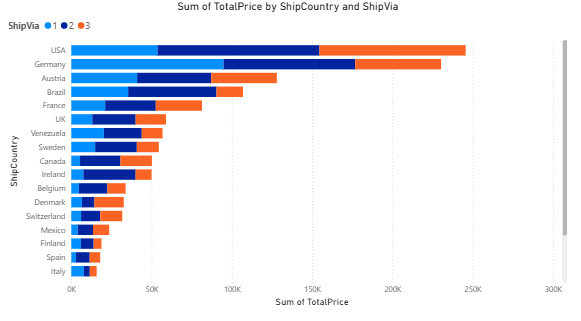 Sum of TotalPrice by ShipCountry and ShipVia
ShipVia 1 2 3
ShipCountry
USA
Germany
Austria
Brazil
France
UK
Venezuela
Sweden
Canada
Ireland
Belgium
Denmark
Switzerland
Mexico
Finland
Spain
Italy
0K 50K 100K 150K 200K 250K 300K
Sum of TotalPrice